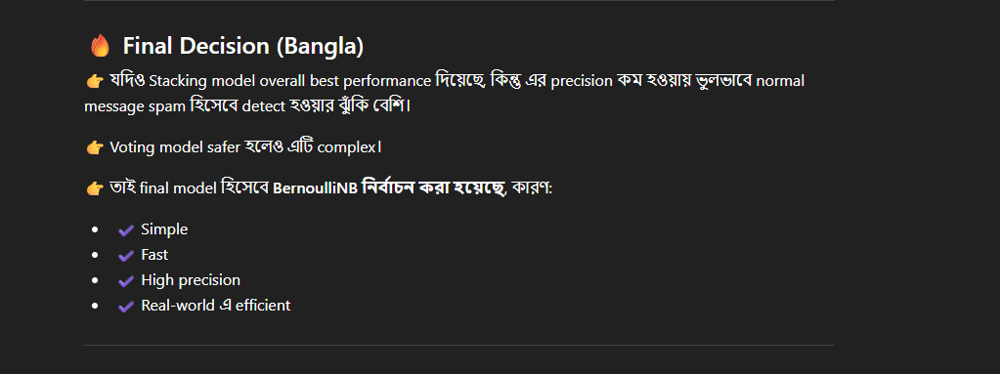 🔥 Final Decision (Bangla)
👉 যদিও Stacking model overall best performance দিয়েছে, কিন্তু এর precision কম হওয়ায় ভুলভাবে normal
message spam হিসেবে detect হওয়ার ঝুঁকি বেশি।
👉 Voting model safer হলেও এটি complex।
👉 তাই final model হিসেবে BernoulliNB নির্বাচন করা হয়েছে, কারণ:
• ✔ Simple
• ✔ Fast
• ✔ High precision
• ✔ Real-world এ efficient